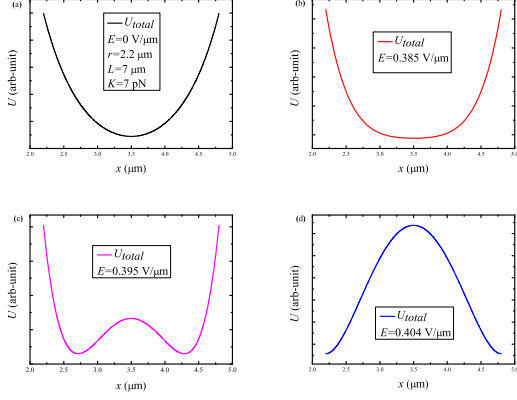 (a)
U_total
E=0 V/μm
r=2.2 μm
L=7 μm
K=7 pN
U (arb-unit)
2.0 2.5 3.0 3.5 4.0 4.5 5.0
x (μm)
(b)
U_total
E=0.385 V/μm
U (arb-unit)
2.0 2.5 3.0 3.5 4.0 4.5 5.0
x (μm)
(c)
U_total
E=0.395 V/μm
U (arb-unit)
2.0 2.5 3.0 3.5 4.0 4.5 5.0
x (μm)
(d)
U_total
E=0.404 V/μm
U (arb-unit)
2.0 2.5 3.0 3.5 4.0 4.5 5.0
x (μm)